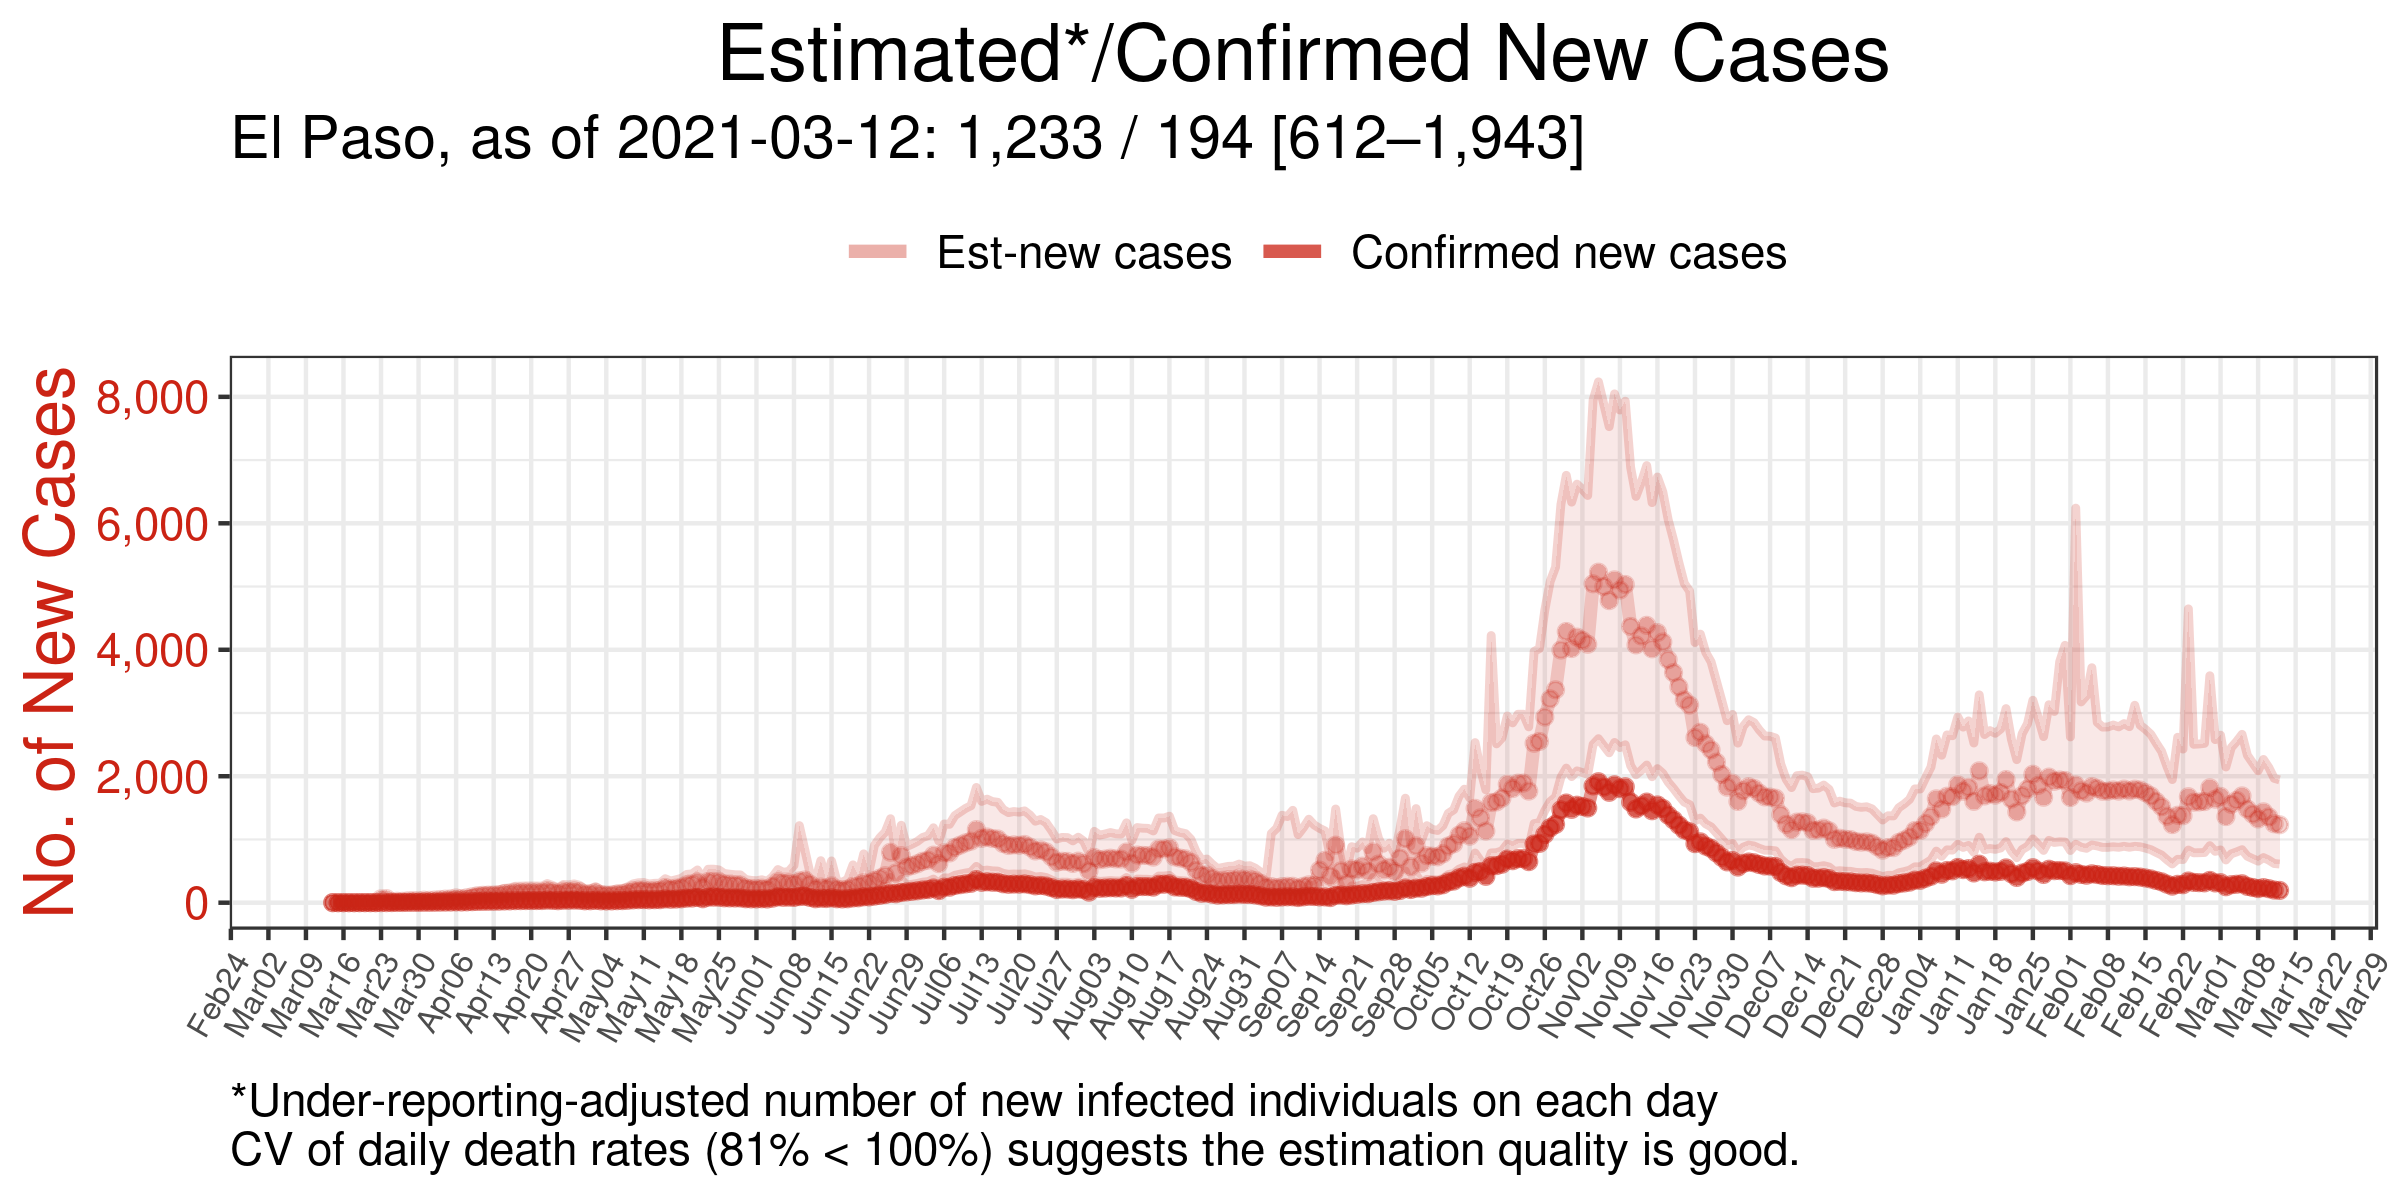 Estimated*/Confirmed New Cases
El Paso, as of 2021-03-12: 1,233 / 194 [612–1,943]
Est-new cases
Confirmed new cases
No. of New Cases
8,000
6,000
4,000
2,000
0
Feb24
Mar02
Mar09
Mar16
Mar23
Mar30
Apr06
Apr13
Apr20
Apr27
May04
May11
May18
May25
Jun01
Jun08
Jun15
Jun22
Jun29
Jul06
Jul13
Jul20
Jul27
Aug03
Aug10
Aug17
Aug24
Aug31
Sep07
Sep14
Sep21
Sep28
Oct05
Oct12
Oct19
Oct26
Nov02
Nov09
Nov16
Nov23
Nov30
Dec07
Dec14
Dec21
Dec28
Jan04
Jan11
Jan18
Jan25
Feb01
Feb08
Feb15
Feb22
Mar01
Mar08
Mar15
Mar22
Mar29
*Under-reporting-adjusted number of new infected individuals on each day
CV of daily death rates (81% < 100%) suggests the estimation quality is good.